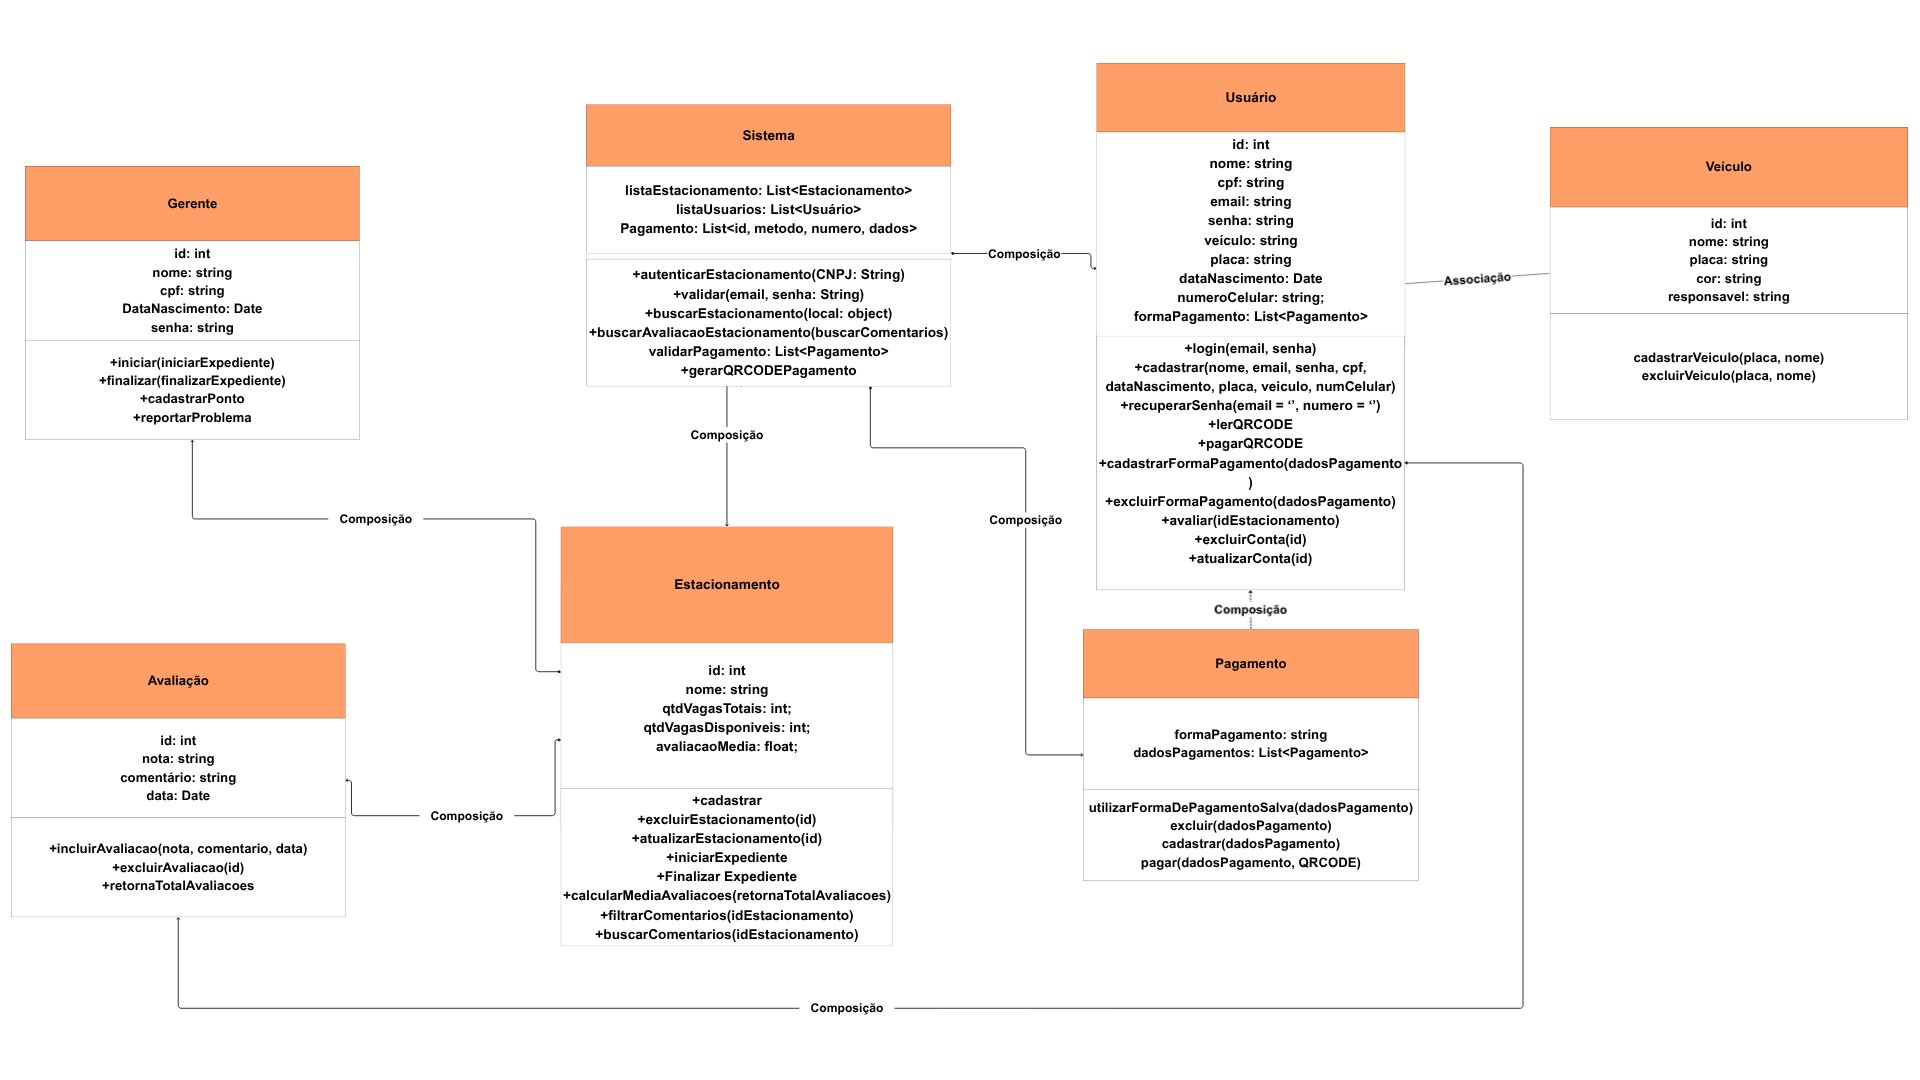 Gerente
id: int
nome: string
cpf: string
DataNascimento: Date
senha: string
+iniciar(iniciarExpediente)
+finalizar(finalizarExpediente)
+cadastrarPonto
+reportarProblema
Sistema
listaEstacionamento: List<Estacionamento>
listaUsuarios: List<Usuário>
Pagamento: List<id, metodo, numero, dados>
+autenticarEstacionamento(CNPJ: String)
+validar(email, senha: String)
+buscarEstacionamento(local: object)
+buscarAvaliacaoEstacionamento(buscarComentarios)
validarPagamento: List<Pagamento>
+gerarQRCODEPagamento
Composição
Usuário
id: int
nome: string
cpf: string
email: string
senha: string
veículo: string
placa: string
dataNascimento: Date
numeroCelular: string;
formaPagamento: List<Pagamento>
+login(email, senha)
+cadastrar(nome, email, senha, cpf,
dataNascimento, placa, veiculo, numCelular)
+recuperarSenha(email = ‘’, numero = ‘’)
+lerQRCODE
+pagarQRCODE
+cadastrarFormaPagamento(dadosPagamento
)
+excluirFormaPagamento(dadosPagamento)
+avaliar(idEstacionamento)
+excluirConta(id)
+atualizarConta(id)
Associação
Veículo
id: int
nome: string
placa: string
cor: string
responsavel: string
cadastrarVeiculo(placa, nome)
excluirVeiculo(placa, nome)
Composição
Composição
Composição
Composição
Estacionamento
id: int
nome: string
qtdVagasTotais: int;
qtdVagasDisponiveis: int;
avaliacaoMedia: float;
+cadastrar
+excluirEstacionamento(id)
+atualizarEstacionamento(id)
+iniciarExpediente
+Finalizar Expediente
+calcularMediaAvaliacoes(retornaTotalAvaliacoes)
+filtrarComentarios(idEstacionamento)
+buscarComentarios(idEstacionamento)
Avaliação
id: int
nota: string
comentário: string
data: Date
+incluirAvaliacao(nota, comentario, data)
+excluirAvaliacao(id)
+retornaTotalAvaliacoes
Composição
Pagamento
formaPagamento: string
dadosPagamentos: List<Pagamento>
utilizarFormaDePagamentoSalva(dadosPagamento)
excluir(dadosPagamento)
cadastrar(dadosPagamento)
pagar(dadosPagamento, QRCODE)
Composição